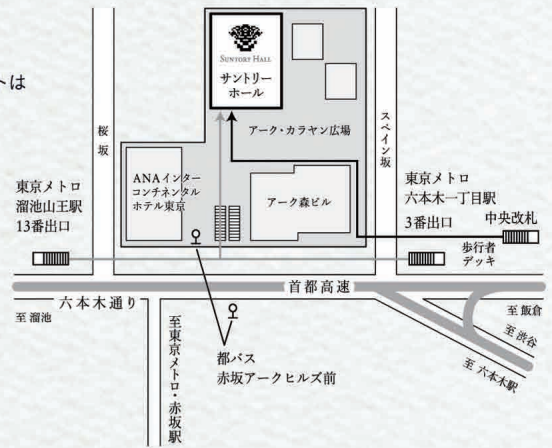 トは
SUNTORY HALL
サントリー
ホール
桜坂
スペイン坂
アーク・カラヤン広場
ANAインター
コンチネンタル
ホテル東京
アーク森ビル
東京メトロ
溜池山王駅
13番出口
東京メトロ
六本木一丁目駅
3番出口
中央改札
歩行者
デッキ
首都高速
六本木通り
至 溜池
至 飯倉
至 渋谷
至 六本木駅
至東京メトロ・赤坂駅
都バス
赤坂アークヒルズ前